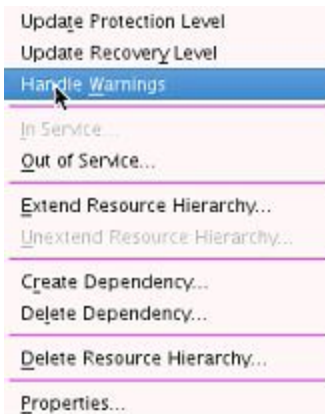 Update Protection Level
Update Recovery Level
Handle Warnings
In Service...
Out of Service...
Extend Resource Hierarchy...
Unextend Resource Hierarchy...
Create Dependency...
Delete Dependency...
Delete Resource Hierarchy...
Properties...